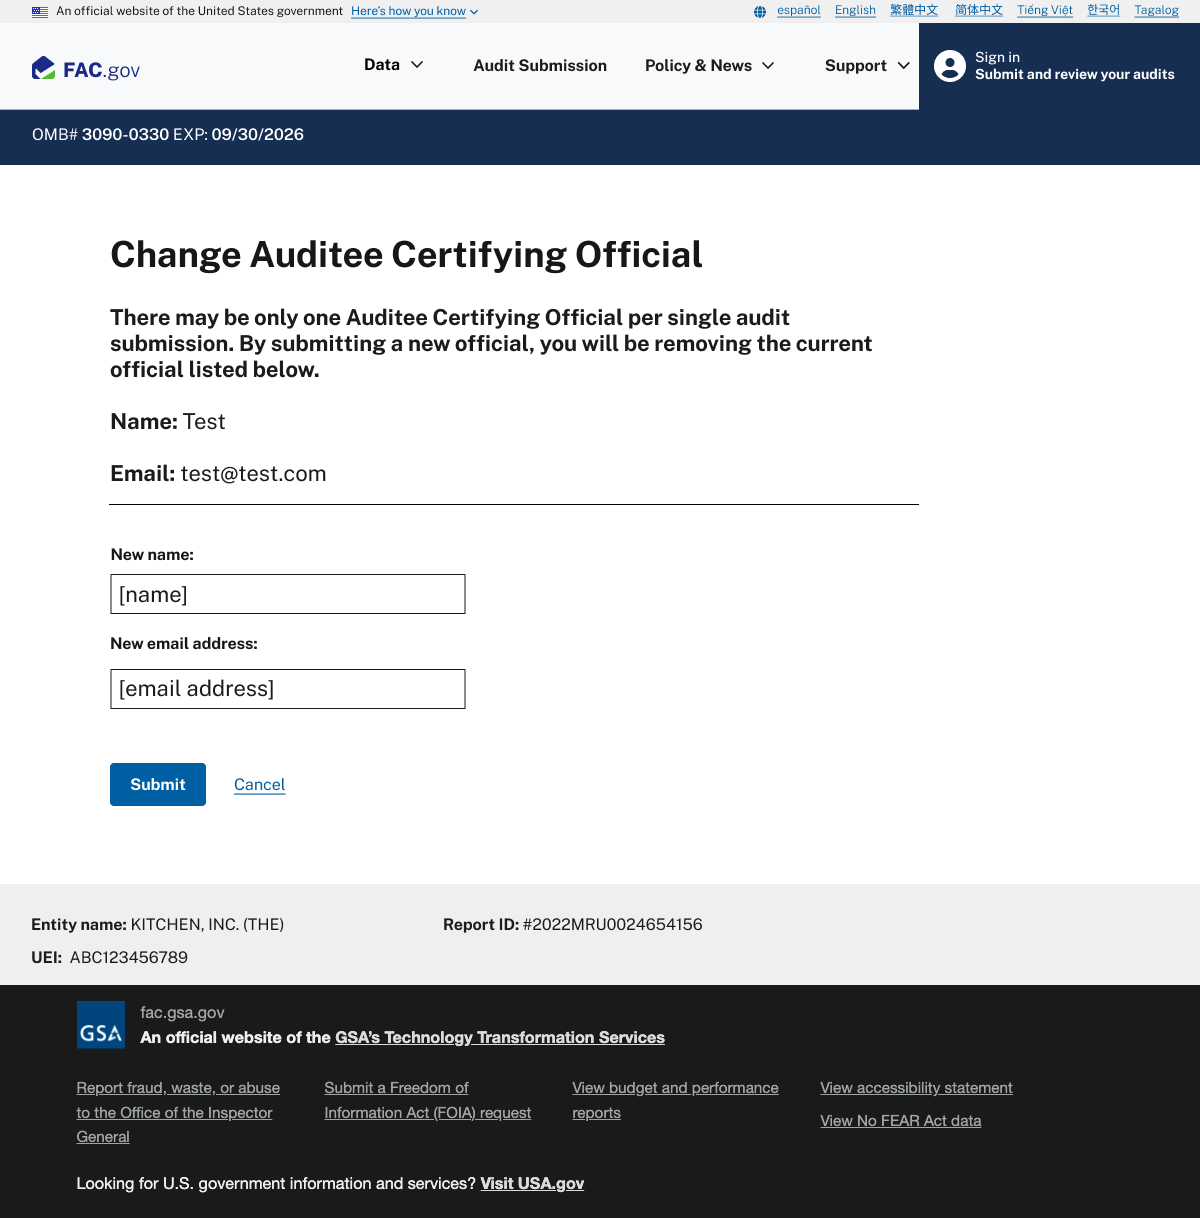 An official website of the United States government Here's how you know
español English 繁體中文 简体中文 Tiếng Việt 한국어 Tagalog
FAC.gov
Data Audit Submission Policy & News Support
Sign in
Submit and review your audits
OMB# 3090-0330 EXP: 09/30/2026
Change Auditee Certifying Official
There may be only one Auditee Certifying Official per single audit
submission. By submitting a new official, you will be removing the current
official listed below.
Name: Test
Email: test@test.com
New name:
[name]
New email address:
[email address]
Submit Cancel
Entity name: KITCHEN, INC. (THE) Report ID: #2022MRU0024654156
UEI: ABC123456789
GSA
fac.gsa.gov
An official website of the GSA's Technology Transformation Services
Report fraud, waste, or abuse
to the Office of the Inspector
General
Submit a Freedom of
Information Act (FOIA) request
View budget and performance
reports
View accessibility statement
View No FEAR Act data
Looking for U.S. government information and services? Visit USA.gov